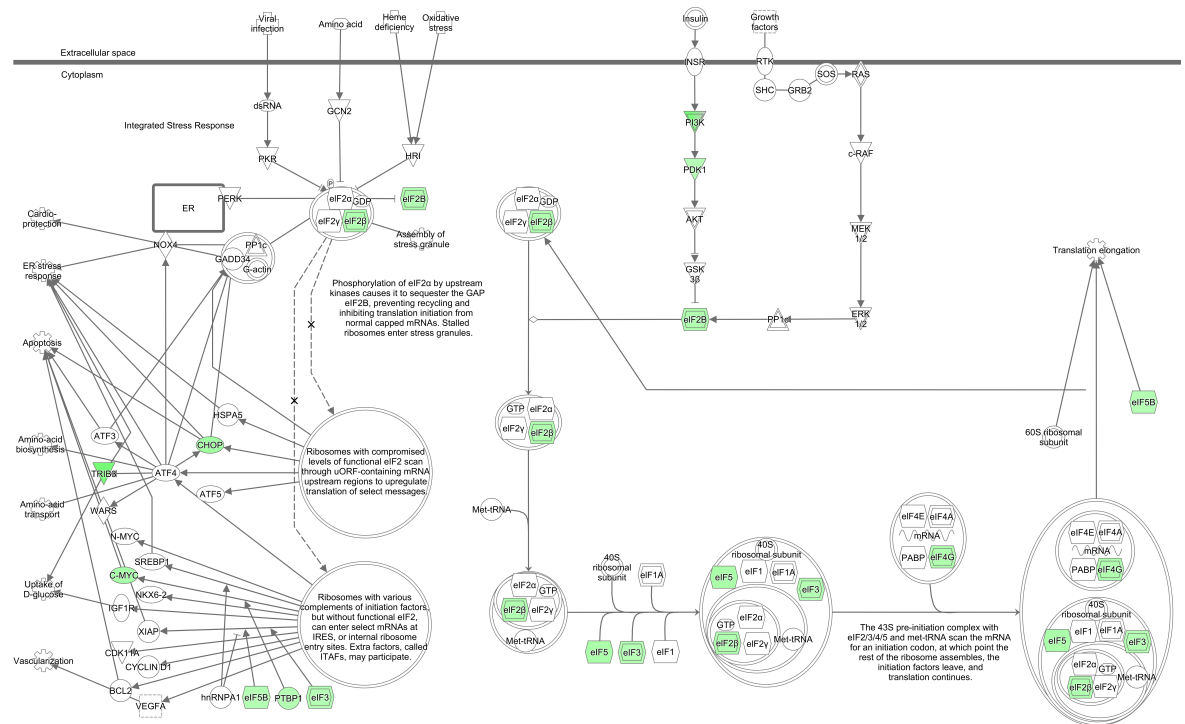 Viral
infection
Amino acid
Heme
deficiency
Oxidative
stress
Insulin
Growth
factors
Extracellular space
Cytoplasm
INSR
RTK
SOS
RAS
SHC
GRB2
dsRNA
GCN2
Integrated Stress Response
PI3K
PKR
HRI
c-RAF
PDK1
ER
PERK
P
eIF2α
GDP
eIF2γ
eIF2β
eIF2B
eIF2α
GDP
eIF2γ
eIF2β
AKT
MEK
1/2
Cardio-
protection
NOX4
PP1c
GADD34
G-actin
Assembly of
stress granule
Translation elongation
ER stress
response
GSK
3β
Phosphorylation of eIF2α by upstream
kinases causes it to sequester the GAP
eIF2B, preventing recycling and
inhibiting translation initiation from
normal capped mRNAs. Stalled
ribosomes enter stress granules.
eIF2B
PP1c
ERK
1/2
Apoptosis
eIF5B
HSPA5
GTP
eIF2α
eIF2γ
eIF2β
ATF3
CHOP
60S ribosomal
subunit
Amino-acid
biosynthesis
Ribosomes with compromised
levels of functional eIF2 scan
through uORF-containing mRNA
upstream regions to upregulate
translation of select messages.
TRIB3
ATF4
ATF5
Amino-acid
transport
WARS
Met-tRNA
eIF4E
eIF4A
mRNA
PABP
eIF4G
eIF4E
eIF4A
mRNA
PABP
eIF4G
N-MYC
SREBP1
C-MYC
NKX6-2
Uptake of
D-glucose
IGF1R
XIAP
CDK11A
CYCLIND1
Vascularization
BCL2
VEGFA
hnRNPA1
eIF5B
PTBP1
eIF3
Ribosomes with various
complements of initiation factors,
but without functional eIF2,
can enter select mRNAs at
IRES, or internal ribosome
entry sites. Extra factors, called
ITAFs, may participate.
eIF2α
GTP
eIF2β
eIF2γ
Met-tRNA
40S
ribosomal
subunit
eIF1A
eIF5
eIF3
eIF1
40S
ribosomal subunit
eIF5
eIF1
eIF1A
eIF3
GTP
eIF2α
eIF2β
eIF2γ
Met-tRNA
The 43S pre-initiation complex with
eIF2/3/4/5 and met-tRNA scan the mRNA
for an initiation codon, at which point the
rest of the ribosome assembles, the
initiation factors leave, and
translation continues.
40S
ribosomal subunit
eIF5
eIF1
eIF1A
eIF3
eIF2α
GTP
eIF2β
eIF2γ
Met-tRNA